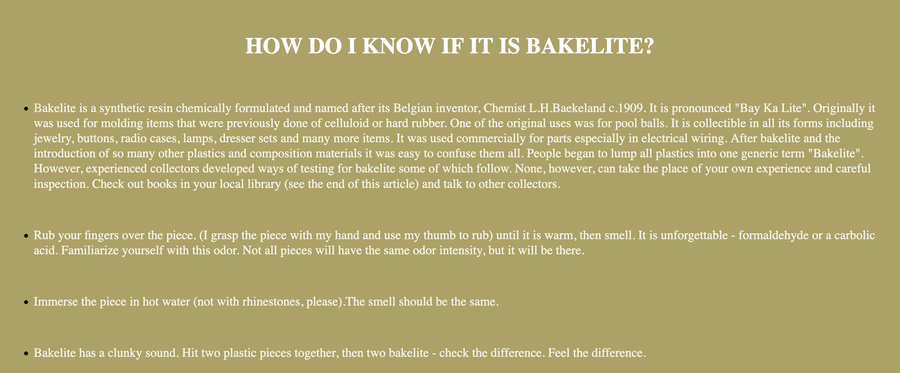 HOW DO I KNOW IF IT IS BAKELITE?
Bakelite is a synthetic resin chemically formulated and named after its Belgian inventor, Chemist L.H.Baekeland c.1909. It is pronounced "Bay Ka Lite". Originally it
was used for molding items that were previously done of celluloid or hard rubber. One of the original uses was for pool balls. It is collectible in all its forms including
jewelry, buttons, radio cases, lamps, dresser sets and many more items. It was used commercially for parts especially in electrical wiring. After bakelite and the
introduction of so many other plastics and composition materials it was easy to confuse them all. People began to lump all plastics into one generic term "Bakelite".
However, experienced collectors developed ways of testing for bakelite some of which follow. None, however, can take the place of your own experience and careful
inspection. Check out books in your local library (see the end of this article) and talk to other collectors.
Rub your fingers over the piece. (I grasp the piece with my hand and use my thumb to rub) until it is warm, then smell. It is unforgettable - formaldehyde or a carbolic
acid. Familiarize yourself with this odor. Not all pieces will have the same odor intensity, but it will be there.
Immerse the piece in hot water (not with rhinestones, please).The smell should be the same.
Bakelite has a clunky sound. Hit two plastic pieces together, then two bakelite - check the difference. Feel the difference.